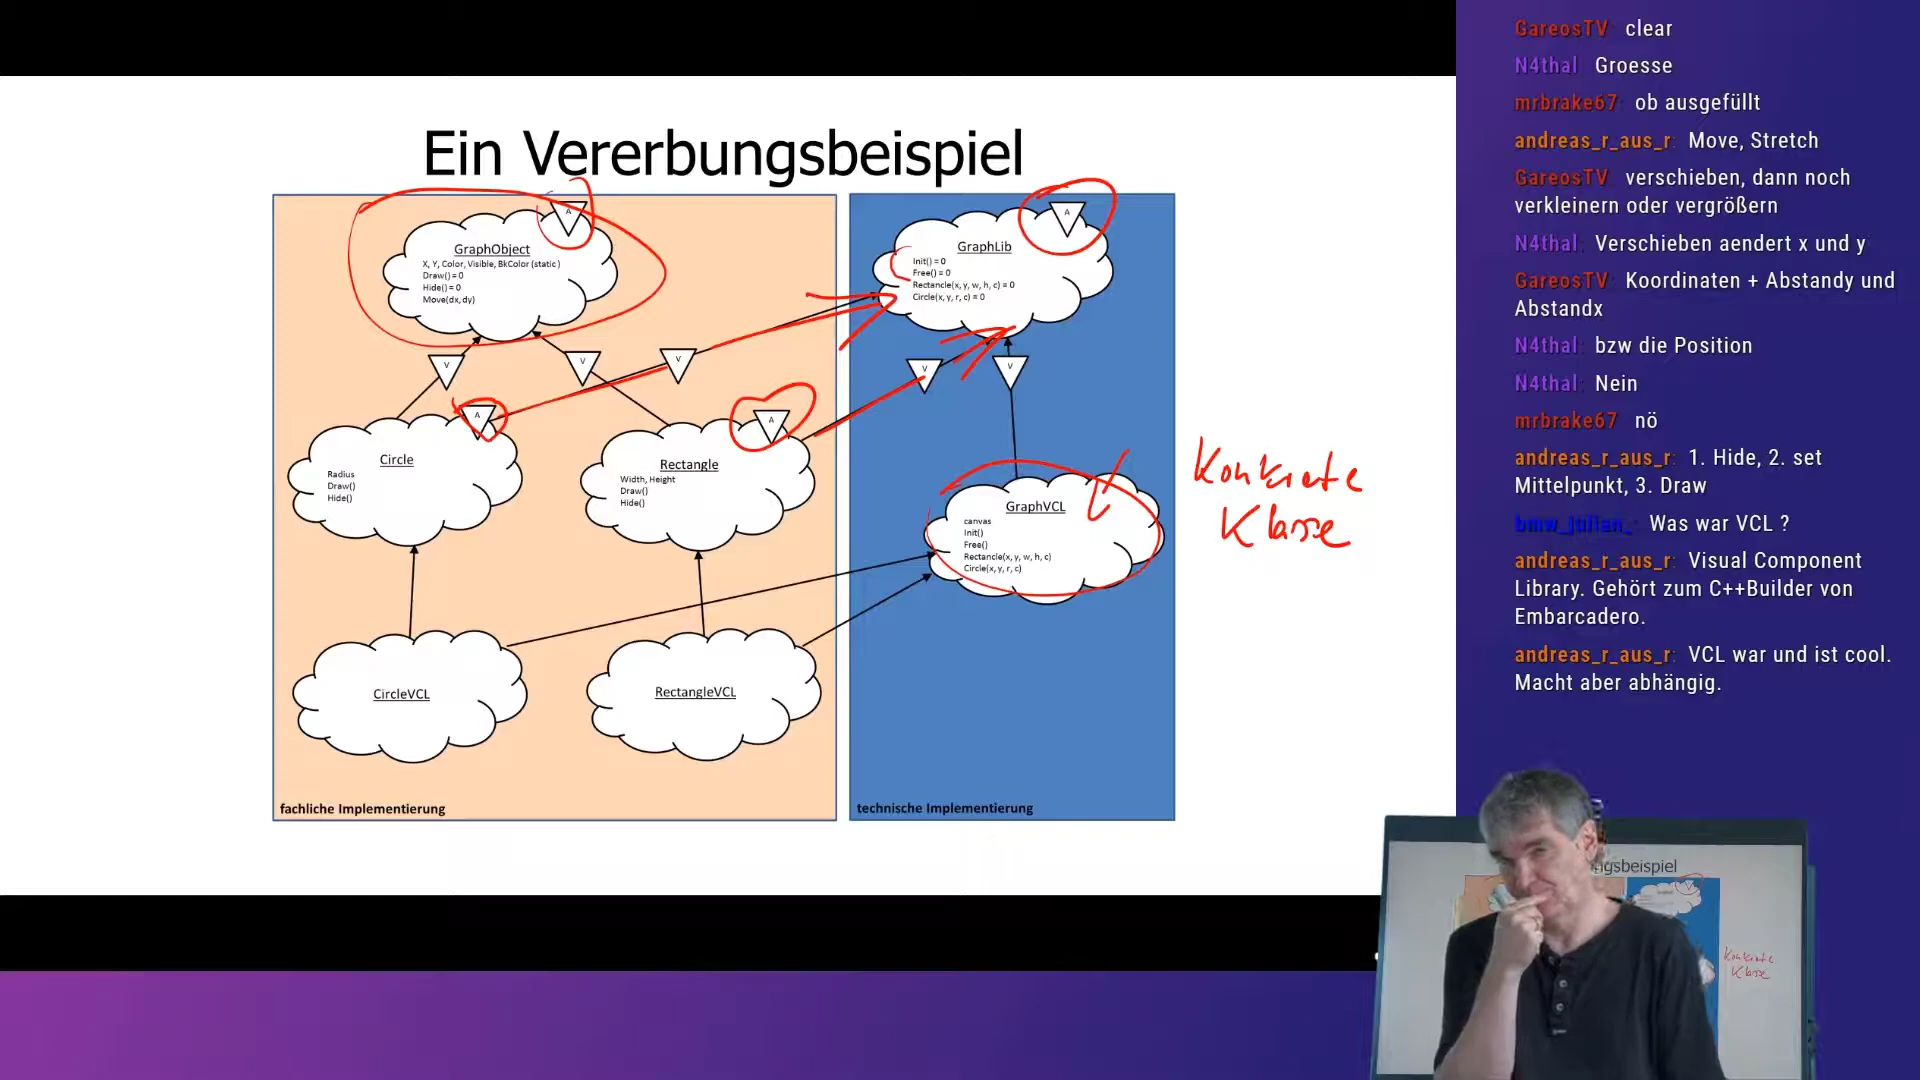 Ein Vererbungsbeispiel
A
GraphObject
X, Y, Color, Visible, BkColor (static )
Draw() = 0
Hide() = 0
Move(dx, dy)
A
GraphLib
Init() = 0
Free() = 0
Rectancle(x, y, w, h, c) = 0
Circle(x, y, r, c) = 0
V
V
V
V
V
A
Circle
Radius
Draw()
Hide()
A
Rectangle
Width, Height
Draw()
Hide()
GraphVCL
canvas
Init()
Free()
Rectancle(x, y, w, h, c)
Circle(x, y, r, c)
Konkrete
Klasse
CircleVCL
RectangleVCL
fachliche Implementierung
technische Implementierung
GareosTV: clear
N4thal: Groesse
mrbrake67: ob ausgefüllt
andreas_r_aus_r: Move, Stretch
GareosTV: verschieben, dann noch
verkleinern oder vergrößern
N4thal: Verschieben aendert x und y
GareosTV: Koordinaten + Abstandy und
Abstandx
N4thal: bzw die Position
N4thal: Nein
mrbrake67: nö
andreas_r_aus_r: 1. Hide, 2. set
Mittelpunkt, 3. Draw
bmw_julian_: Was war VCL ?
andreas_r_aus_r: Visual Component
Library. Gehört zum C++Builder von
Embarcadero.
andreas_r_aus_r: VCL war und ist cool.
Macht aber abhängig.
ngsbeispiel
Konkrete
Klasse